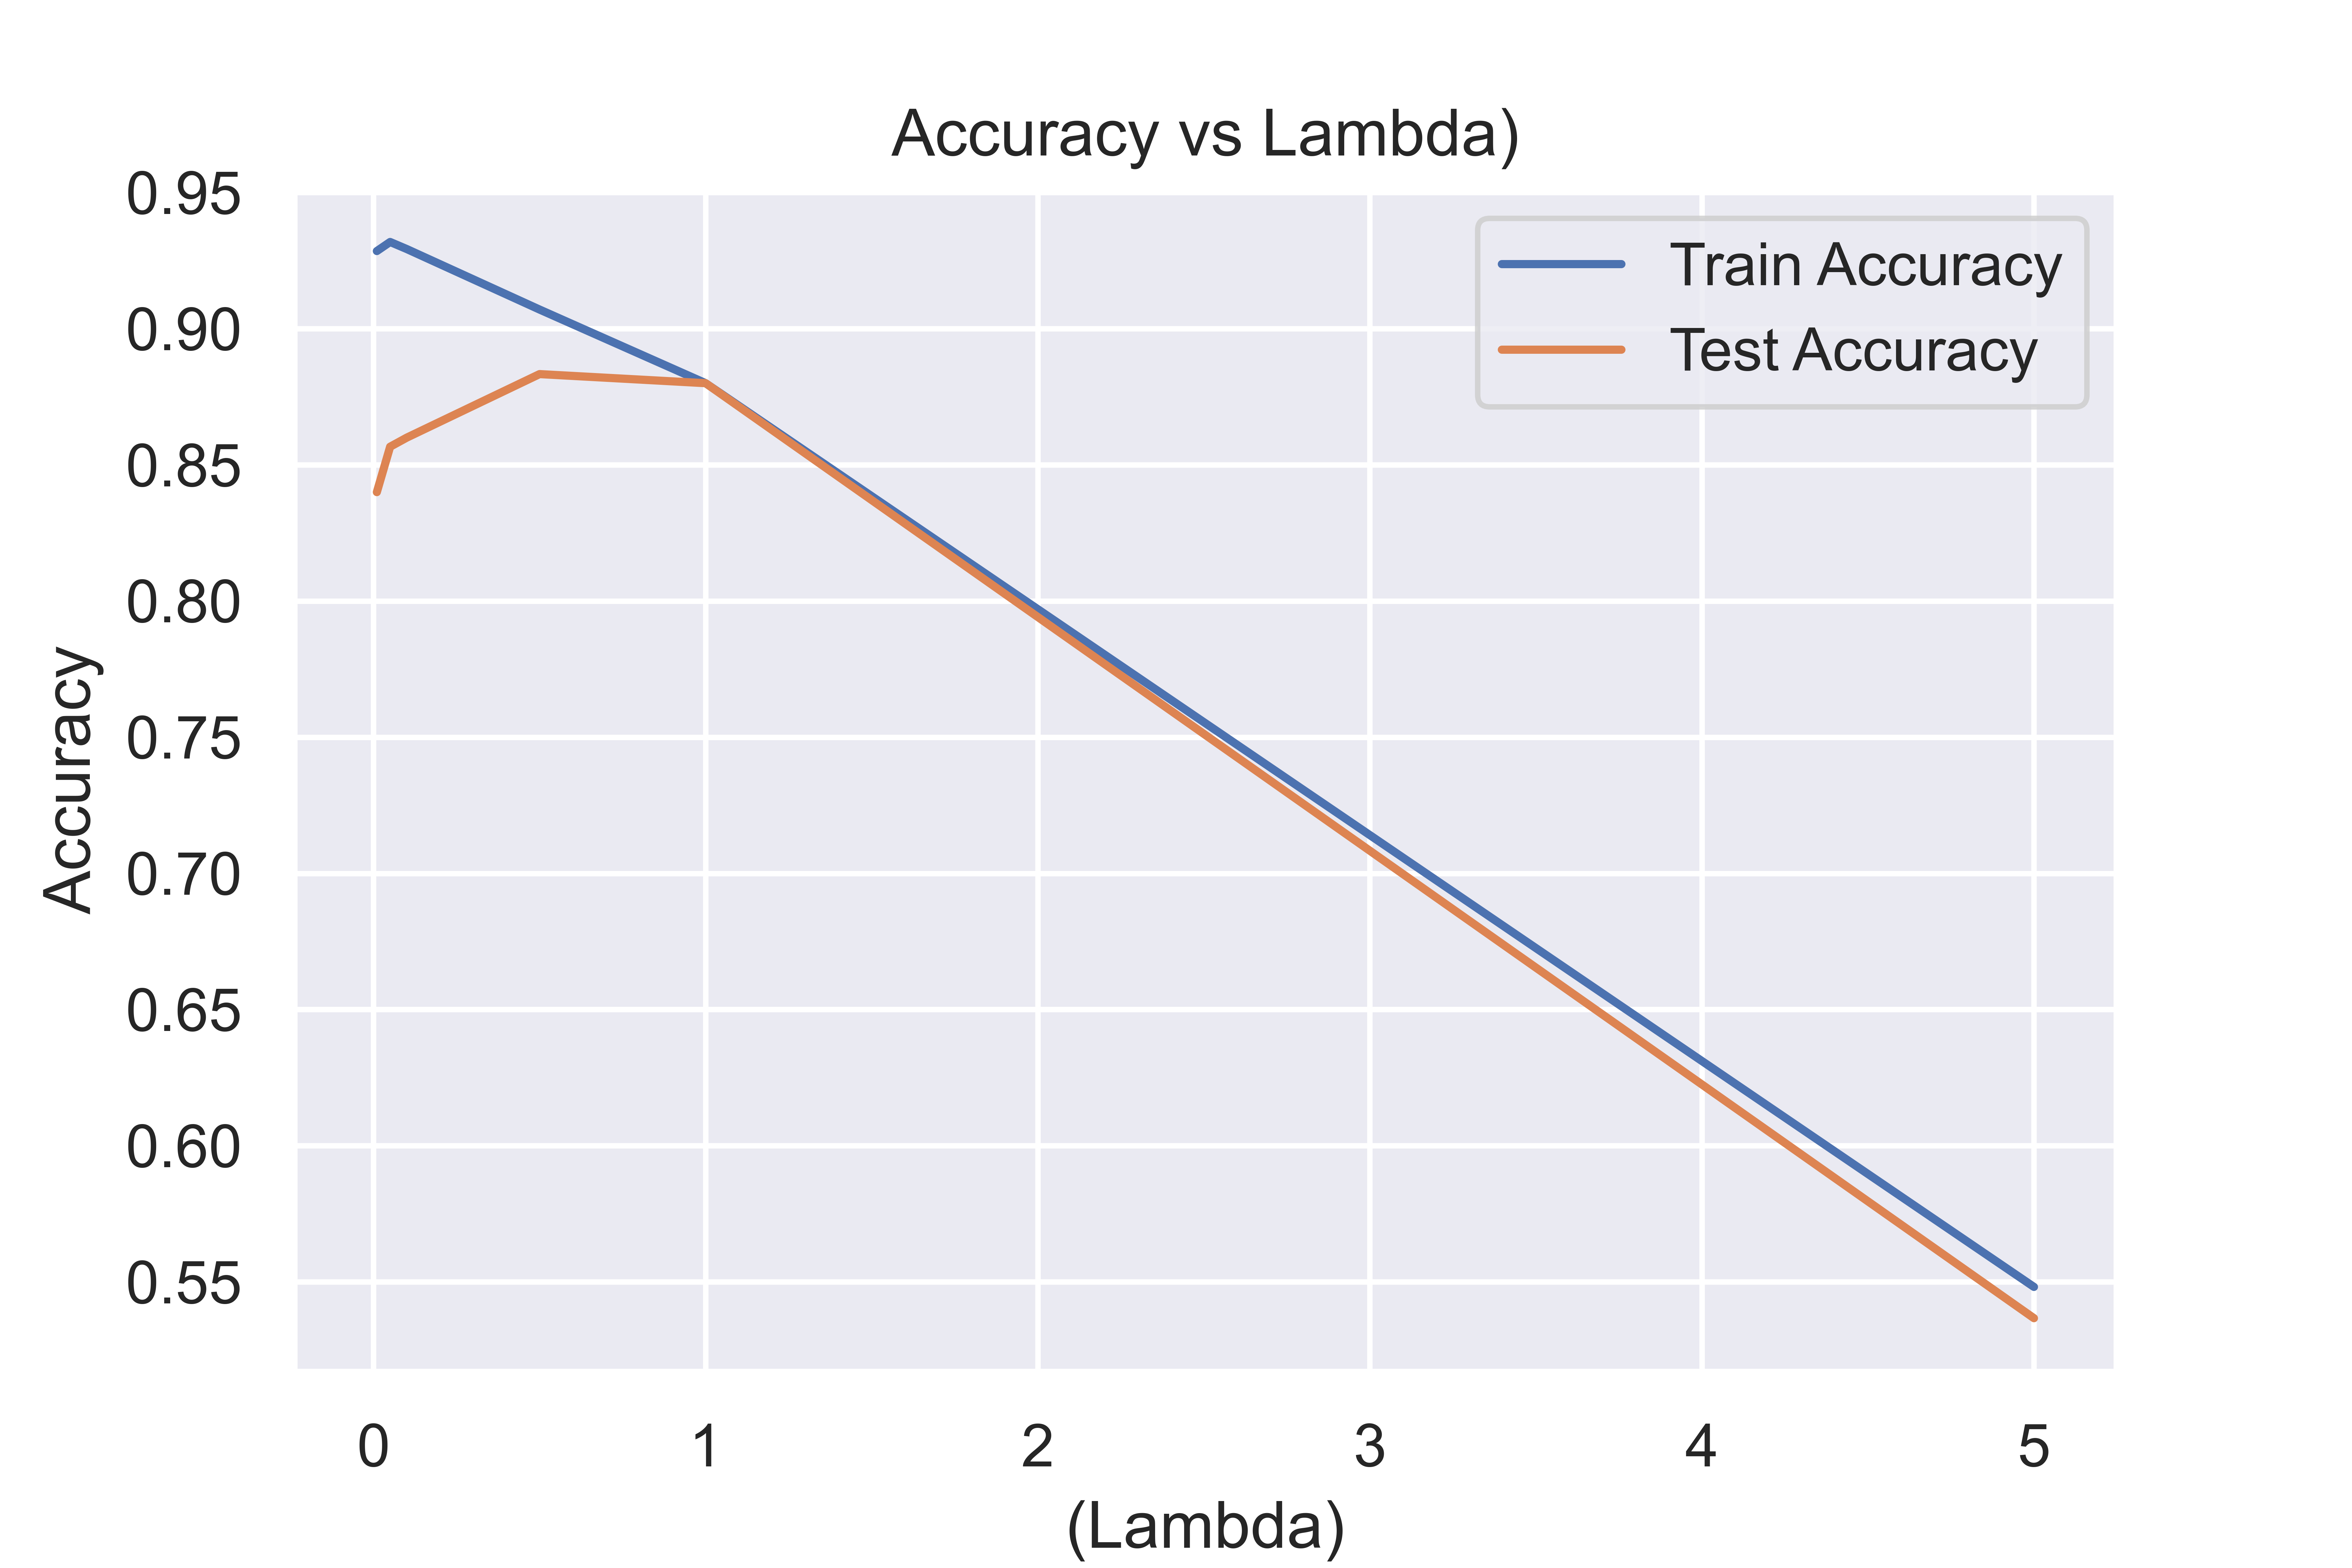 Accuracy vs Lambda)
0.95
0.90
0.85
0.80
0.75
0.70
0.65
0.60
0.55
Accuracy
Train Accuracy
Test Accuracy
0 1 2 3 4 5
(Lambda)